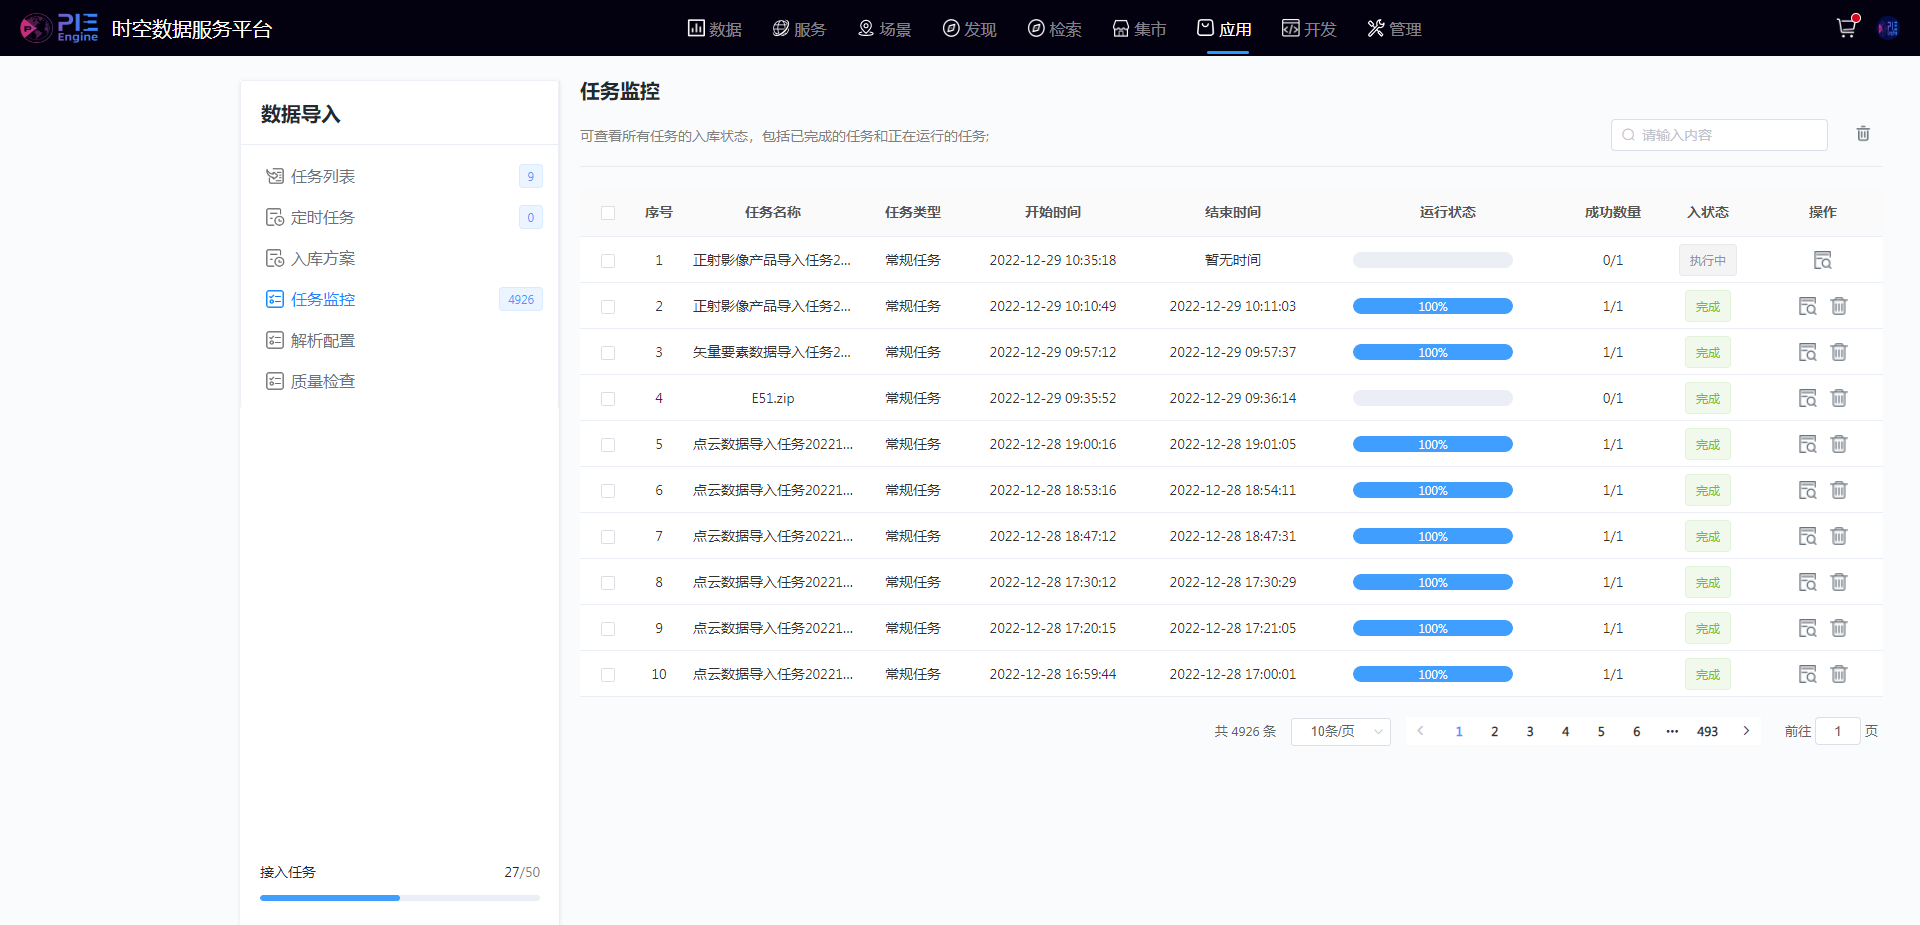 PIE Engine 时空数据服务平台 数据 服务 场景 发现 检索 集市 应用 开发 管理
数据导入
任务列表 9
定时任务 0
入库方案
任务监控 4926
解析配置
质量检查
接入任务 27/50
任务监控
可查看所有任务的入库状态，包括已完成的任务和正在运行的任务;
请输入内容
序号 任务名称 任务类型 开始时间 结束时间 运行状态 成功数量 入状态 操作
1 正射影像产品导入任务2... 常规任务 2022-12-29 10:35:18 暂无时间 0/1 执行中
2 正射影像产品导入任务2... 常规任务 2022-12-29 10:10:49 2022-12-29 10:11:03 100% 1/1 完成
3 矢量要素数据导入任务2... 常规任务 2022-12-29 09:57:12 2022-12-29 09:57:37 100% 1/1 完成
4 E51.zip 常规任务 2022-12-29 09:35:52 2022-12-29 09:36:14 0/1 完成
5 点云数据导入任务20221... 常规任务 2022-12-28 19:00:16 2022-12-28 19:01:05 100% 1/1 完成
6 点云数据导入任务20221... 常规任务 2022-12-28 18:53:16 2022-12-28 18:54:11 100% 1/1 完成
7 点云数据导入任务20221... 常规任务 2022-12-28 18:47:12 2022-12-28 18:47:31 100% 1/1 完成
8 点云数据导入任务20221... 常规任务 2022-12-28 17:30:12 2022-12-28 17:30:29 100% 1/1 完成
9 点云数据导入任务20221... 常规任务 2022-12-28 17:20:15 2022-12-28 17:21:05 100% 1/1 完成
10 点云数据导入任务20221... 常规任务 2022-12-28 16:59:44 2022-12-28 17:00:01 100% 1/1 完成
共 4926 条 10条/页 1 2 3 4 5 6 ••• 493 前往 1 页